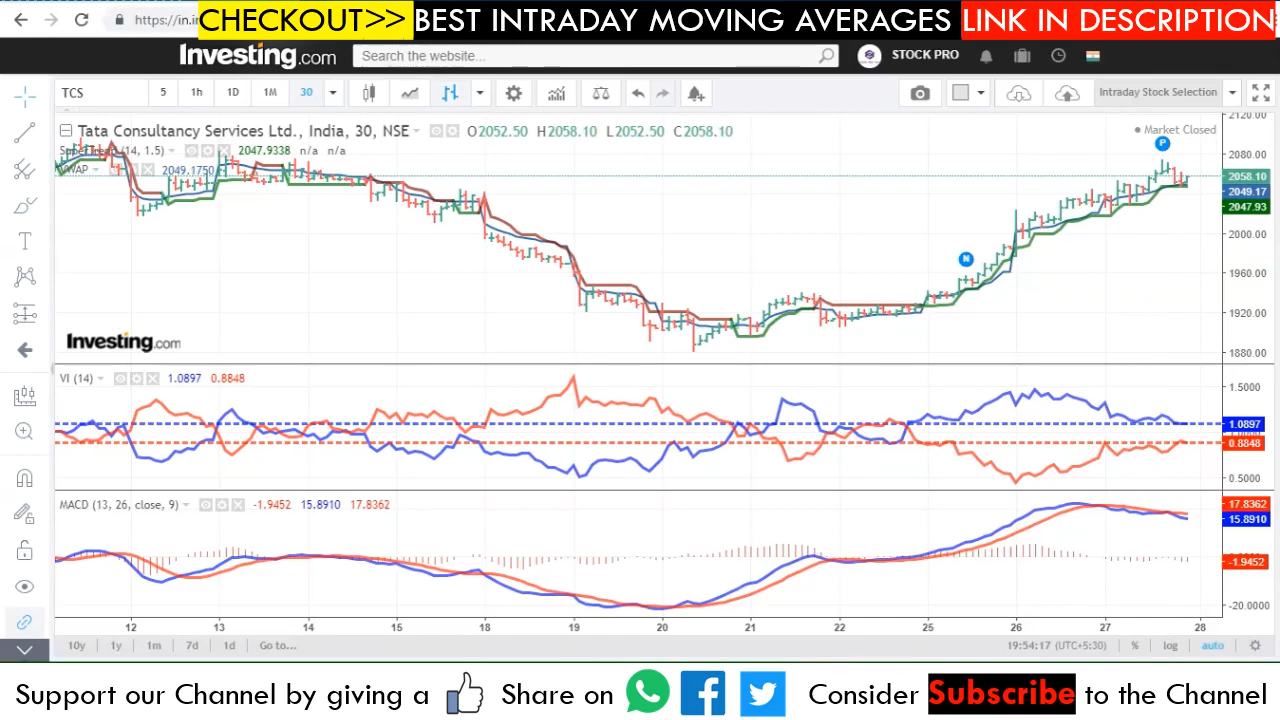 CHECKOUT>> BEST INTRADAY MOVING AVERAGES LINK IN DESCRIPTION
https://in.in
Investing.com Search the website... STOCK PRO
TCS 5 1h 1D 1M 30 Intraday Stock Selection
Tata Consultancy Services Ltd., India, 30, NSE O2052.50 H2058.10 L2052.50 C2058.10
Market Closed
SuperTrend (14, 1.5) 2047.9338 n/a n/a
VWAP 2049.1750
P
N
2120.00
2080.00
2058.10
2049.17
2047.93
2000.00
1960.00
1920.00
1880.00
Investing.com
VI (14) 1.0897 0.8848
1.5000
1.0897
0.8848
0.5000
MACD (13, 26, close, 9) -1.9452 15.8910 17.8362
17.8362
15.8910
-1.9452
-20.0000
12 13 14 15 18 19 20 21 22 25 26 27 28
10y 1y 1m 7d 1d Go to... 19:54:17 (UTC+5:30) % log auto
Support our Channel by giving a Share on Consider Subscribe to the Channel